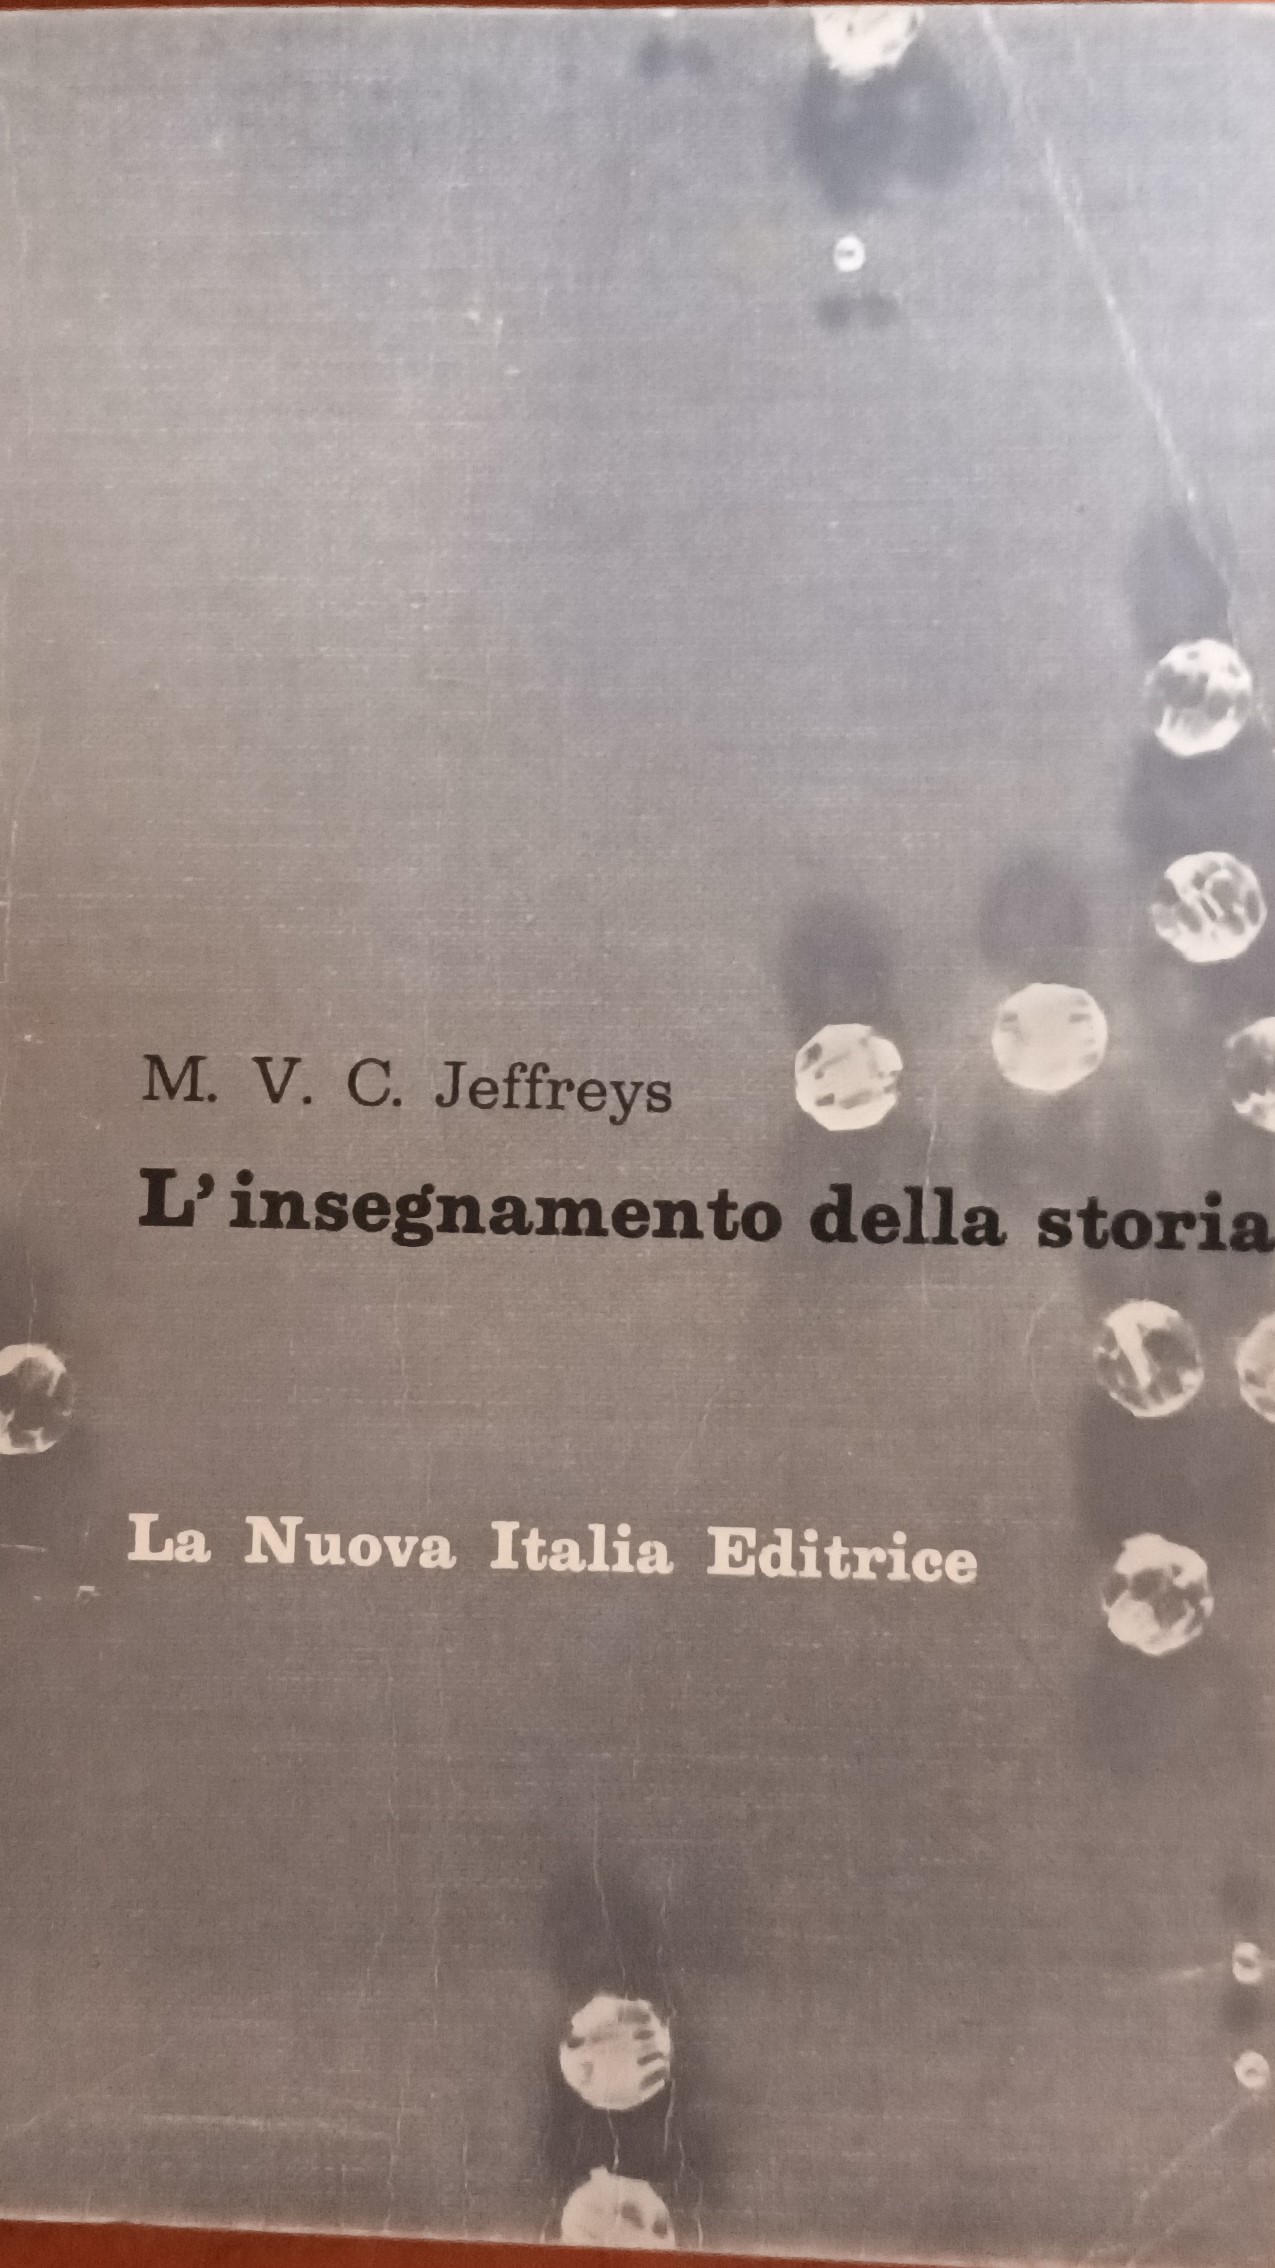 M. V. C. Jeffreys
L'insegnamento della storia
La Nuova Italia Editrice